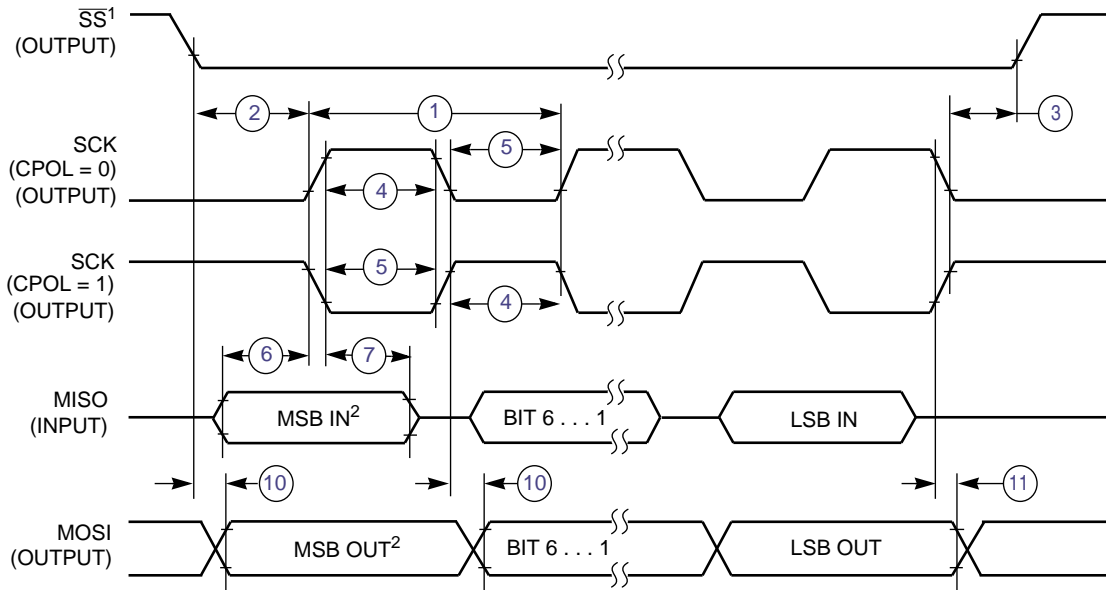 SS¹
(OUTPUT)
2
1
3
SCK
(CPOL = 0)
(OUTPUT)
5
4
SCK
(CPOL = 1)
(OUTPUT)
5
4
6
7
MISO
(INPUT)
MSB IN²
BIT 6 . . . 1
LSB IN
10
10
11
MOSI
(OUTPUT)
MSB OUT²
BIT 6 . . . 1
LSB OUT